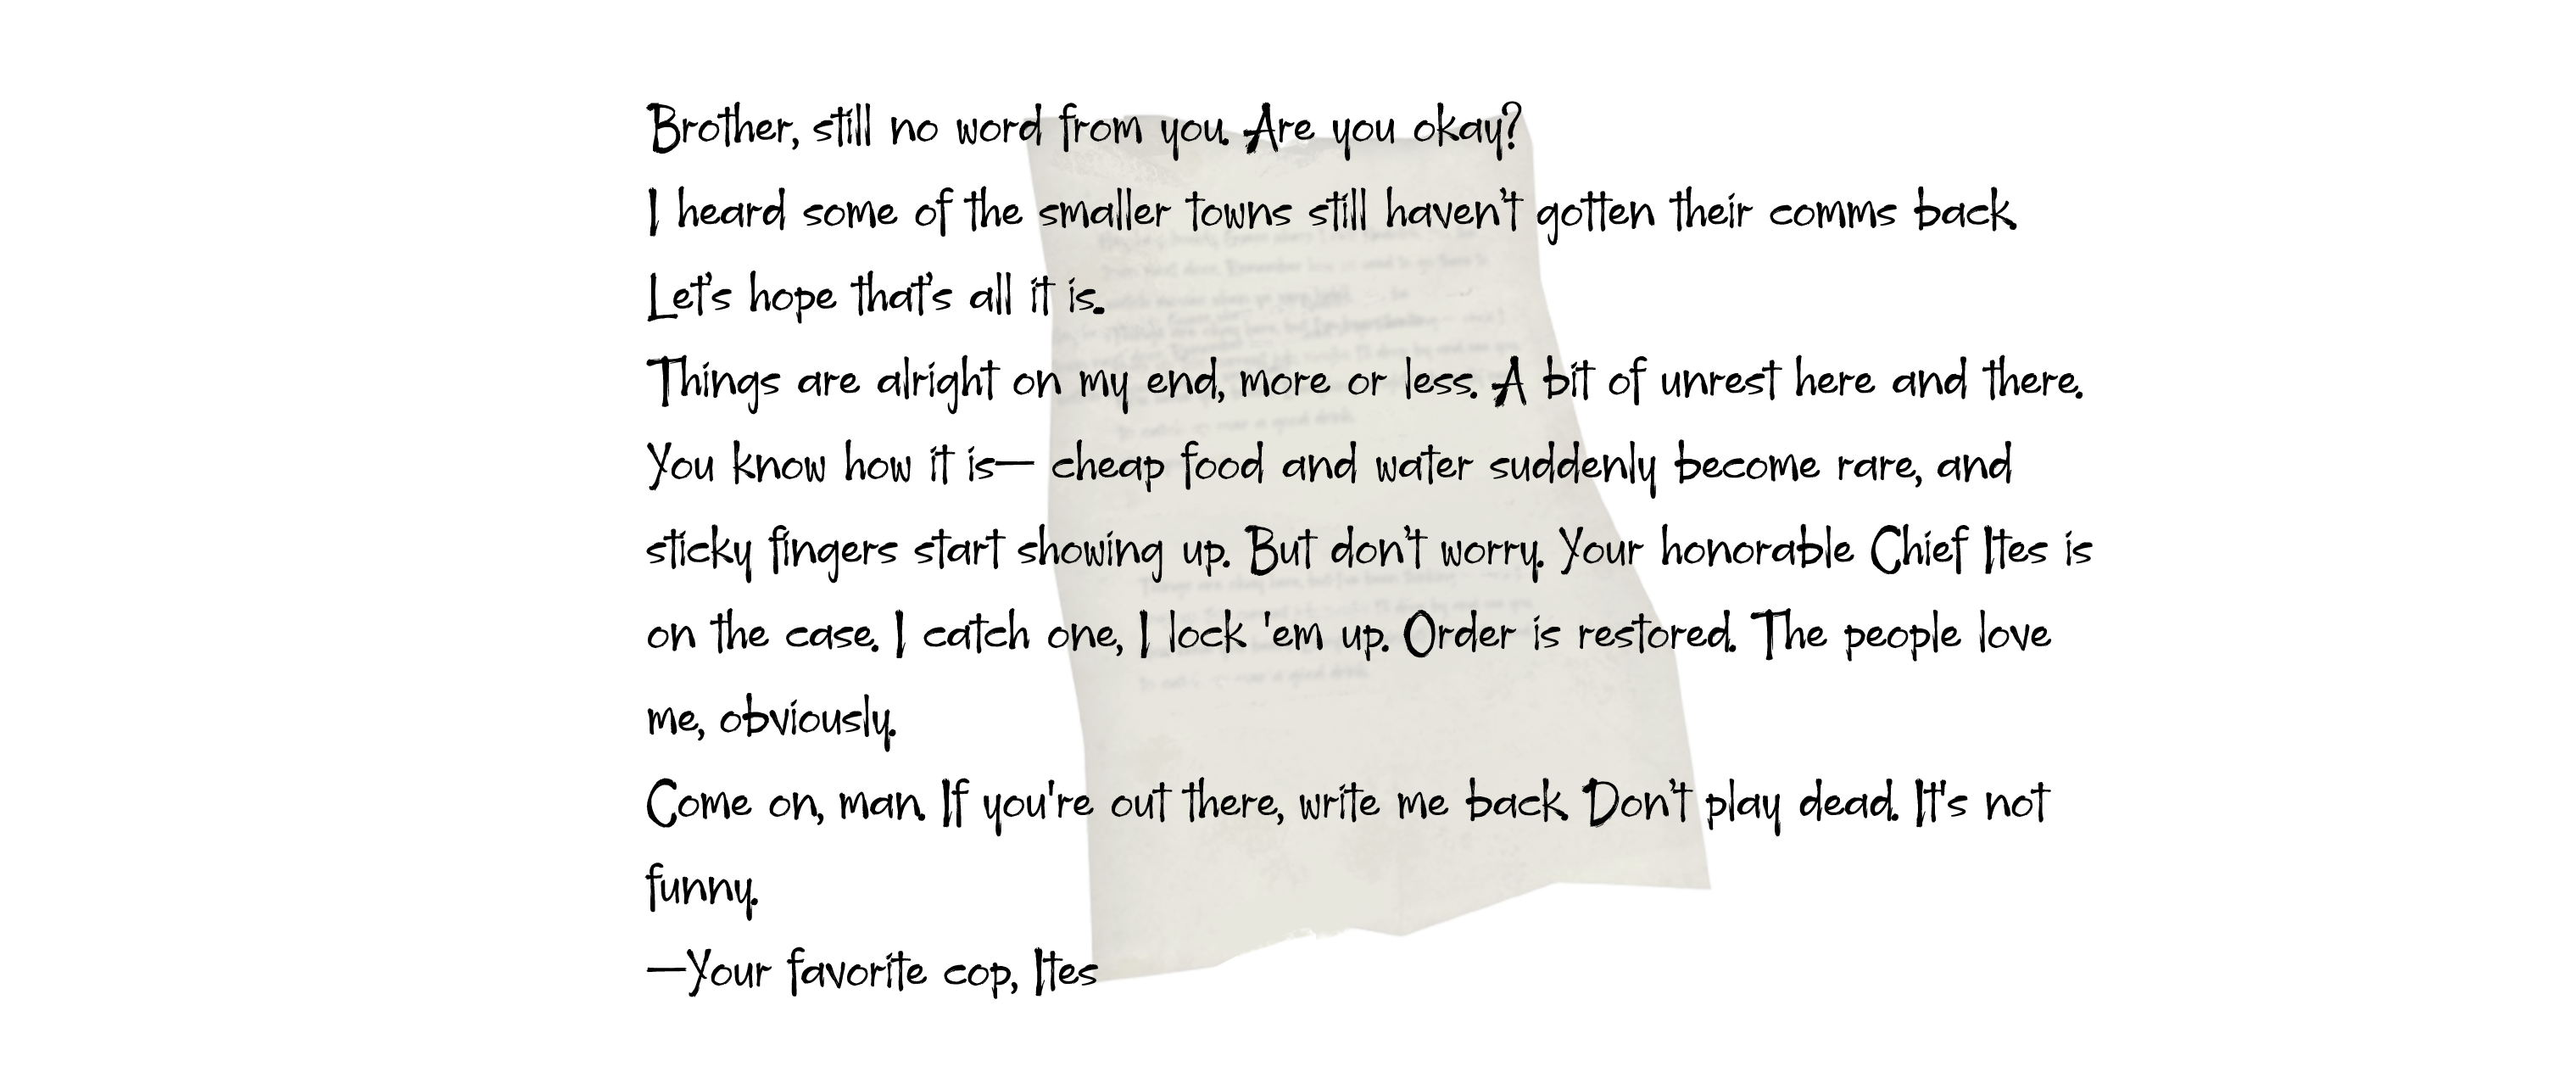 Brother, still no word from you. Are you okay?
I heard some of the smaller towns still haven't gotten their comms back.
Let's hope that's all it is.
Things are alright on my end, more or less. A bit of unrest here and there.
You know how it is— cheap food and water suddenly become rare, and
sticky fingers start showing up. But don't worry. Your honorable Chief Ites is
on the case. I catch one, I lock 'em up. Order is restored. The people love
me, obviously.
Come on, man. If you're out there, write me back. Don't play dead. It's not
funny.
—Your favorite cop, Ites